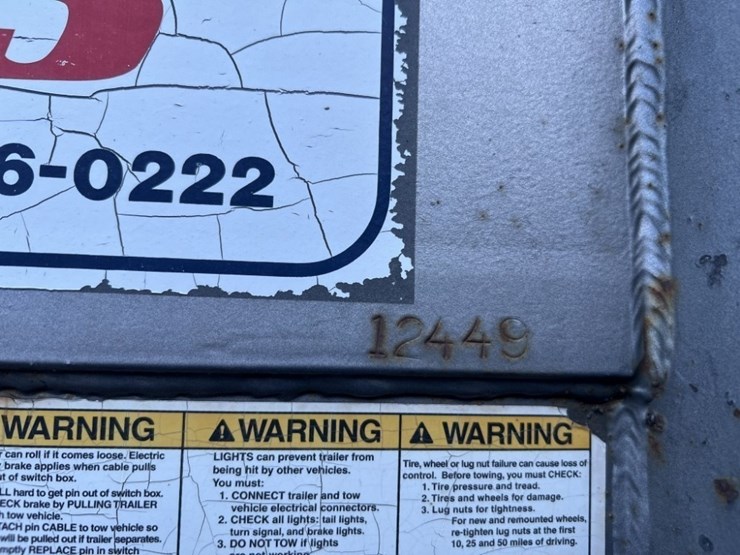 6-0222
12449
WARNING
can roll if it comes loose. Electric
brake applies when cable pulls
of switch box.
hard to get pin out of switch box.
brake by PULLING TRAILER
tow vehicle.
pin CABLE to tow vehicle so
will be pulled out if trailer separates.
REPLACE pin in switch
WARNING
LIGHTS can prevent trailer from
being hit by other vehicles.
You must:
1. CONNECT trailer and tow
vehicle electrical connectors.
2. CHECK all lights: tail lights,
turn signal, and brake lights.
3. DO NOT TOW if lights
are not working
WARNING
Tire, wheel or lug nut failure can cause loss of
control. Before towing, you must CHECK:
1. Tire pressure and tread.
2. Tires and wheels for damage.
3. Lug nuts for tightness.
For new and remounted wheels,
re-tighten lug nuts at the first
10, 25 and 50 miles of driving.